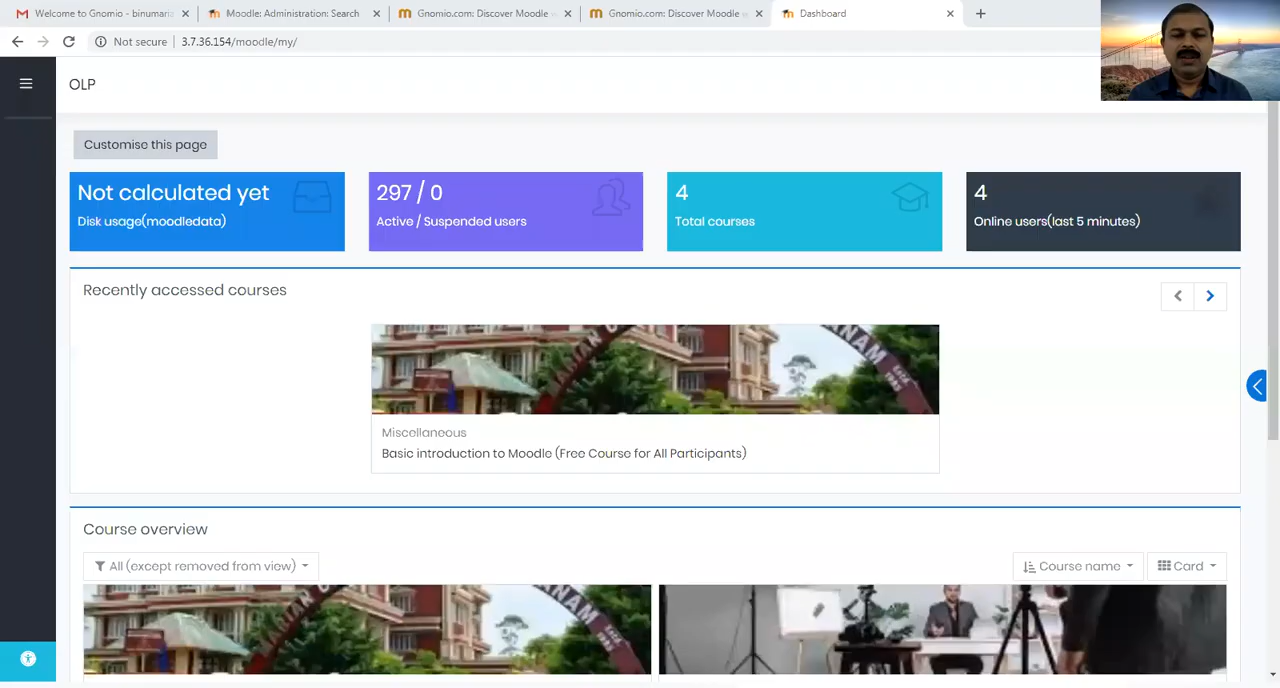 Welcome to Gnomio - binumaris
Moodle: Administration: Search
Gnomio.com: Discover Moodle
Gnomio.com: Discover Moodle
Dashboard
Not secure
3.7.36.154/moodle/my/
OLP
Customise this page
Not calculated yet
Disk usage(moodledata)
297 / 0
Active / Suspended users
4
Total courses
4
Online users(last 5 minutes)
Recently accessed courses
NAM
Miscellaneous
Basic introduction to Moodle (Free Course for All Participants)
Course overview
All (except removed from view)
Course name
Card